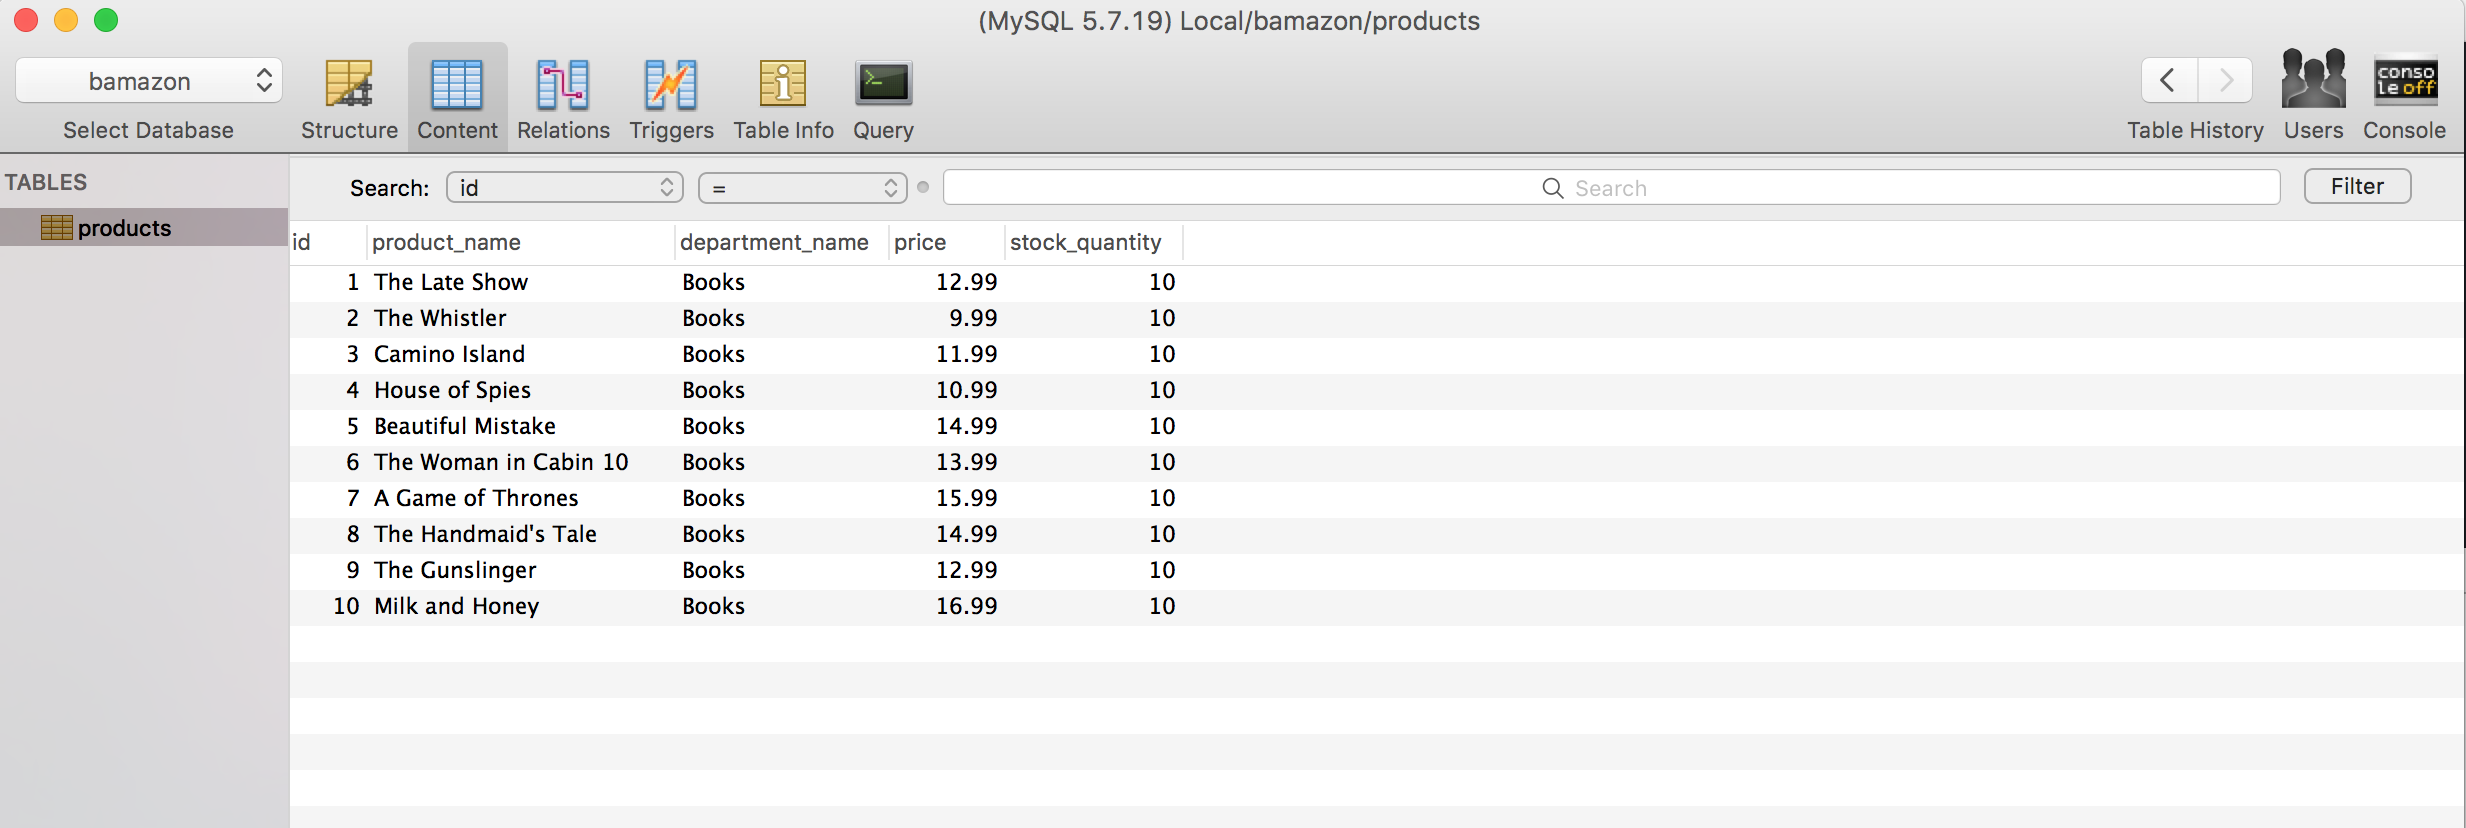 (MySQL 5.7.19) Local/bamazon/products
bamazon
Select Database
Structure
Content
Relations
Triggers
Table Info
Query
Table History
Users
conso
le off
Console
TABLES
products
Search: id = Search Filter
id product_name department_name price stock_quantity
1 The Late Show Books 12.99 10
2 The Whistler Books 9.99 10
3 Camino Island Books 11.99 10
4 House of Spies Books 10.99 10
5 Beautiful Mistake Books 14.99 10
6 The Woman in Cabin 10 Books 13.99 10
7 A Game of Thrones Books 15.99 10
8 The Handmaid's Tale Books 14.99 10
9 The Gunslinger Books 12.99 10
10 Milk and Honey Books 16.99 10